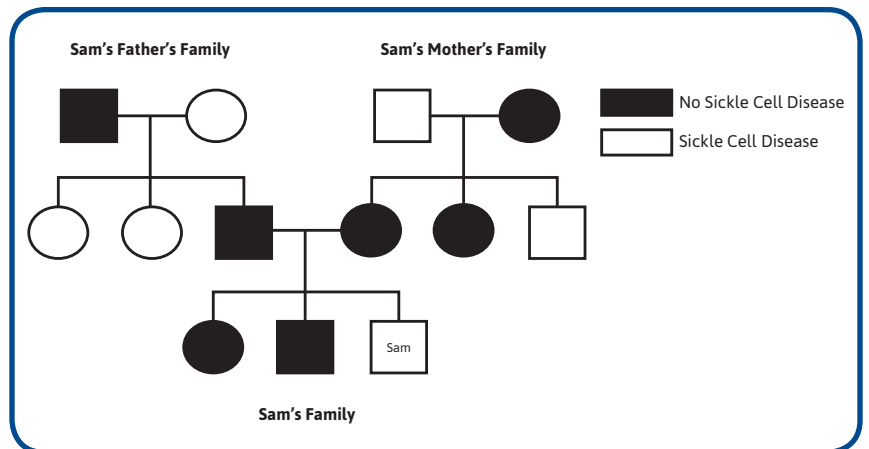 Sam's Father's Family
Sam's Mother's Family
No Sickle Cell Disease
Sickle Cell Disease
Sam
Sam's Family